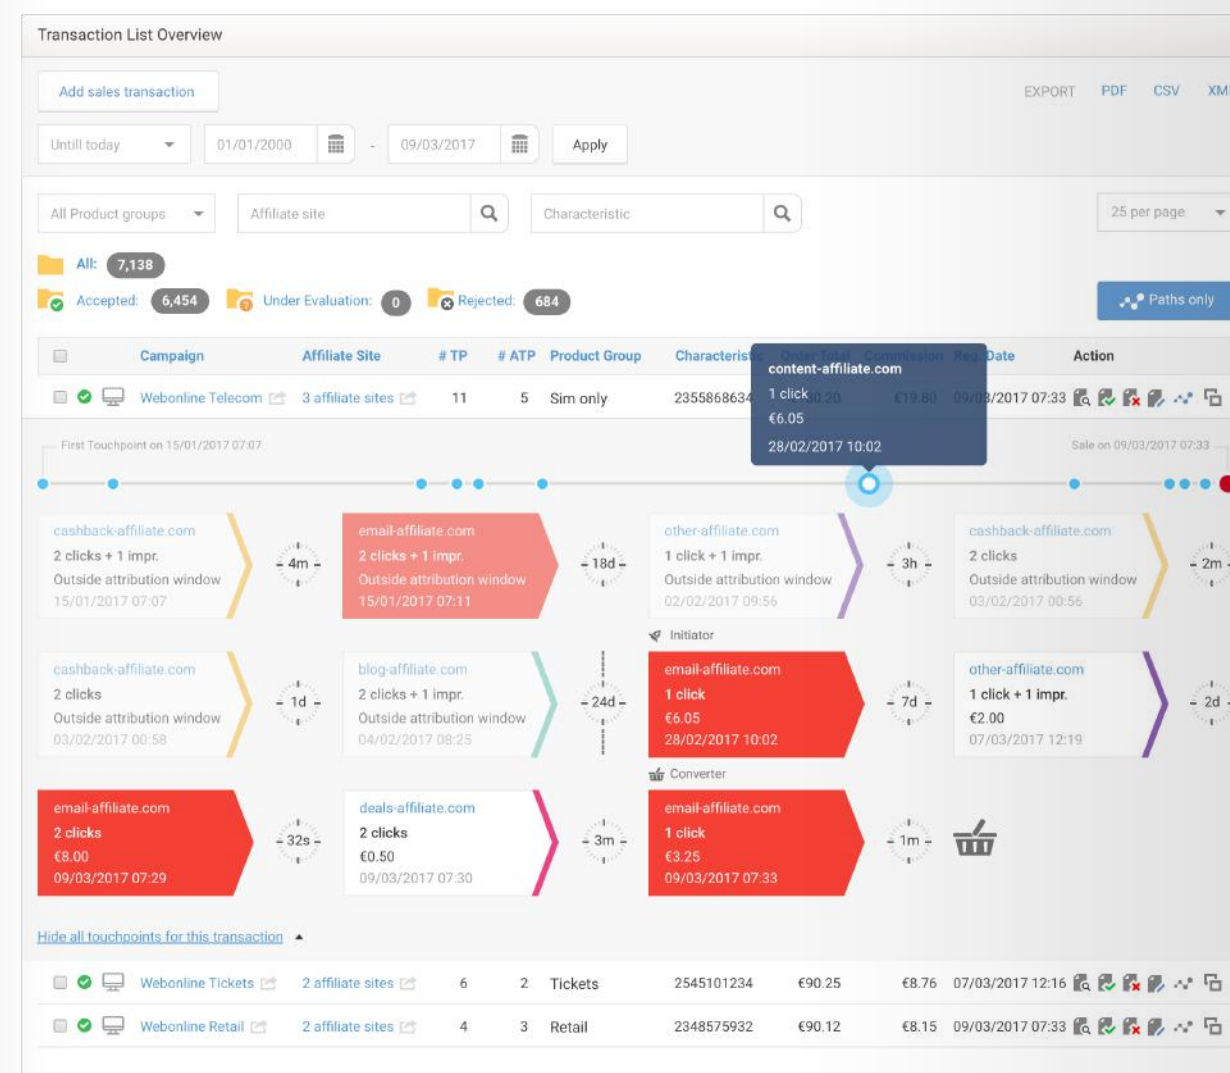 Transaction List Overview
Add sales transaction
EXPORT PDF CSV XM
Untill today 01/01/2000 - 09/03/2017 Apply
All Product groups Affiliate site Characteristic 25 per page
All: 7,138
Accepted: 6,454 Under Evaluation: 0 Rejected: 684 Paths only
Campaign Affiliate Site # TP # ATP Product Group Characteristic Order Total Commission Reg. Date Action
Webonline Telecom 3 affiliate sites 11 5 Sim only 2355868634 €19.80 09/03/2017 07:33
content-affiliate.com
1 click
€6.05
28/02/2017 10:02
First Touchpoint on 15/01/2017 07:07 Sale on 09/03/2017 07:33
cashback-affiliate.com
2 clicks + 1 impr.
Outside attribution window
15/01/2017 07:07
4m
email-affiliate.com
2 clicks + 1 impr.
Outside attribution window
15/01/2017 07:11
18d
other-affiliate.com
1 click + 1 impr.
Outside attribution window
02/02/2017 09:56
3h
cashback-affiliate.com
2 clicks
Outside attribution window
03/02/2017 00:56
2m
cashback-affiliate.com
2 clicks
Outside attribution window
03/02/2017 00:58
1d
blog-affiliate.com
2 clicks + 1 impr.
Outside attribution window
04/02/2017 08:25
24d
Initiator
email-affiliate.com
1 click
€6.05
28/02/2017 10:02
7d
other-affiliate.com
1 click + 1 impr.
€2.00
07/03/2017 12:19
2d
email-affiliate.com
2 clicks
€8.00
09/03/2017 07:29
32s
deals-affiliate.com
2 clicks
€0.50
09/03/2017 07:30
3m
Converter
email-affiliate.com
1 click
€3.25
09/03/2017 07:33
1m
Hide all touchpoints for this transaction
Webonline Tickets 2 affiliate sites 6 2 Tickets 2545101234 €90.25 €8.76 07/03/2017 12:16
Webonline Retail 2 affiliate sites 4 3 Retail 2348575932 €90.12 €8.15 09/03/2017 07:33